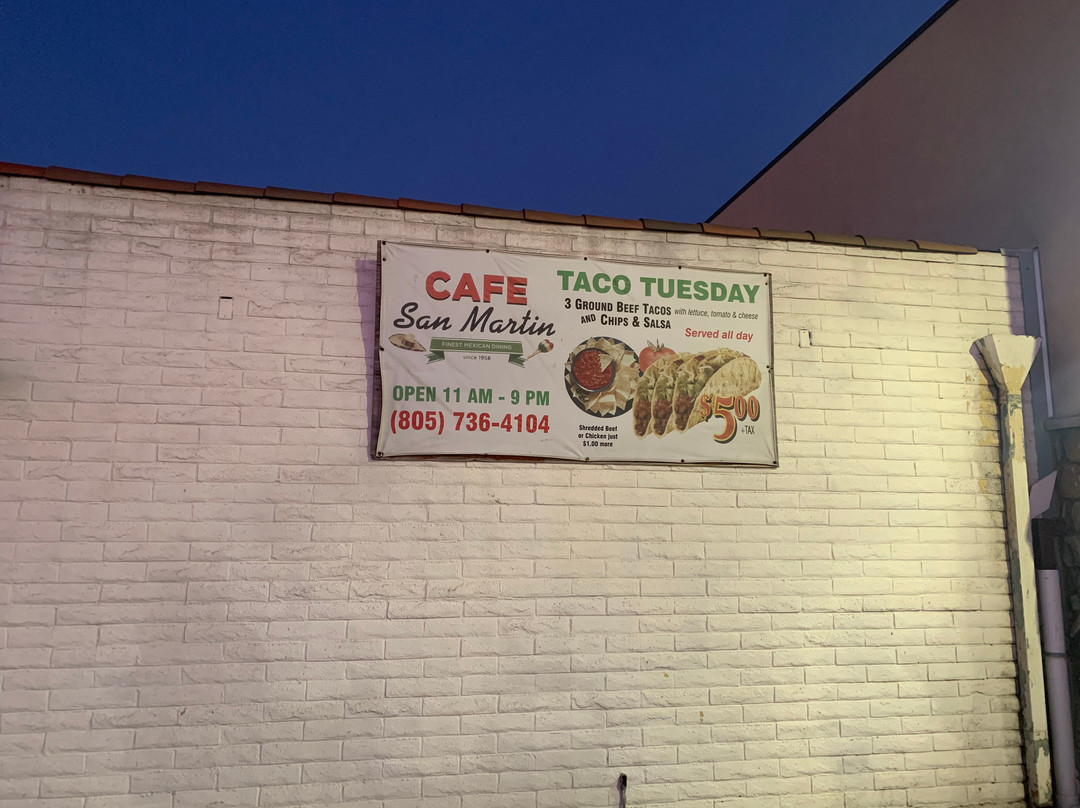 CAFE
San Martin
FINEST MEXICAN DINING
since 1958
OPEN 11 AM - 9 PM
(805) 736-4104
TACO TUESDAY
3 GROUND BEEF TACOS with lettuce, tomato & cheese
AND CHIPS & SALSA
Served all day
$5.00
+TAX
Shredded Beef
or Chicken just
$1.00 more